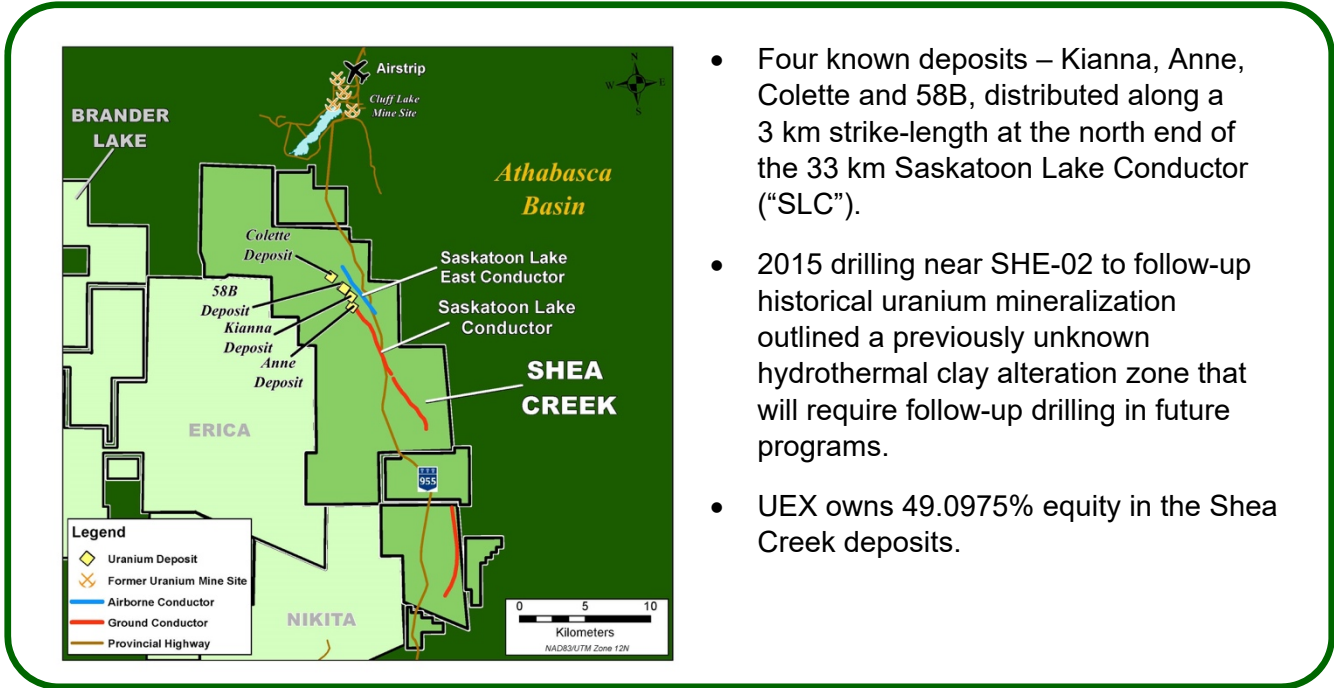 Airstrip
Cluff Lake
Mine Site
N
W
E
S
BRANDER
LAKE
Athabasca
Basin
Colette
Deposit
Saskatoon Lake
East Conductor
58B
Deposit
Saskatoon Lake
Conductor
Kianna
Deposit
Anne
Deposit
SHEA
CREEK
ERICA
955
NIKITA
Legend
Uranium Deposit
Former Uranium Mine Site
Airborne Conductor
Ground Conductor
Provincial Highway
0 5 10
Kilometers
NAD83/UTM Zone 12N
• Four known deposits – Kianna, Anne,
Colette and 58B, distributed along a
3 km strike-length at the north end of
the 33 km Saskatoon Lake Conductor
(“SLC”).
• 2015 drilling near SHE-02 to follow-up
historical uranium mineralization
outlined a previously unknown
hydrothermal clay alteration zone that
will require follow-up drilling in future
programs.
• UEX owns 49.0975% equity in the Shea
Creek deposits.